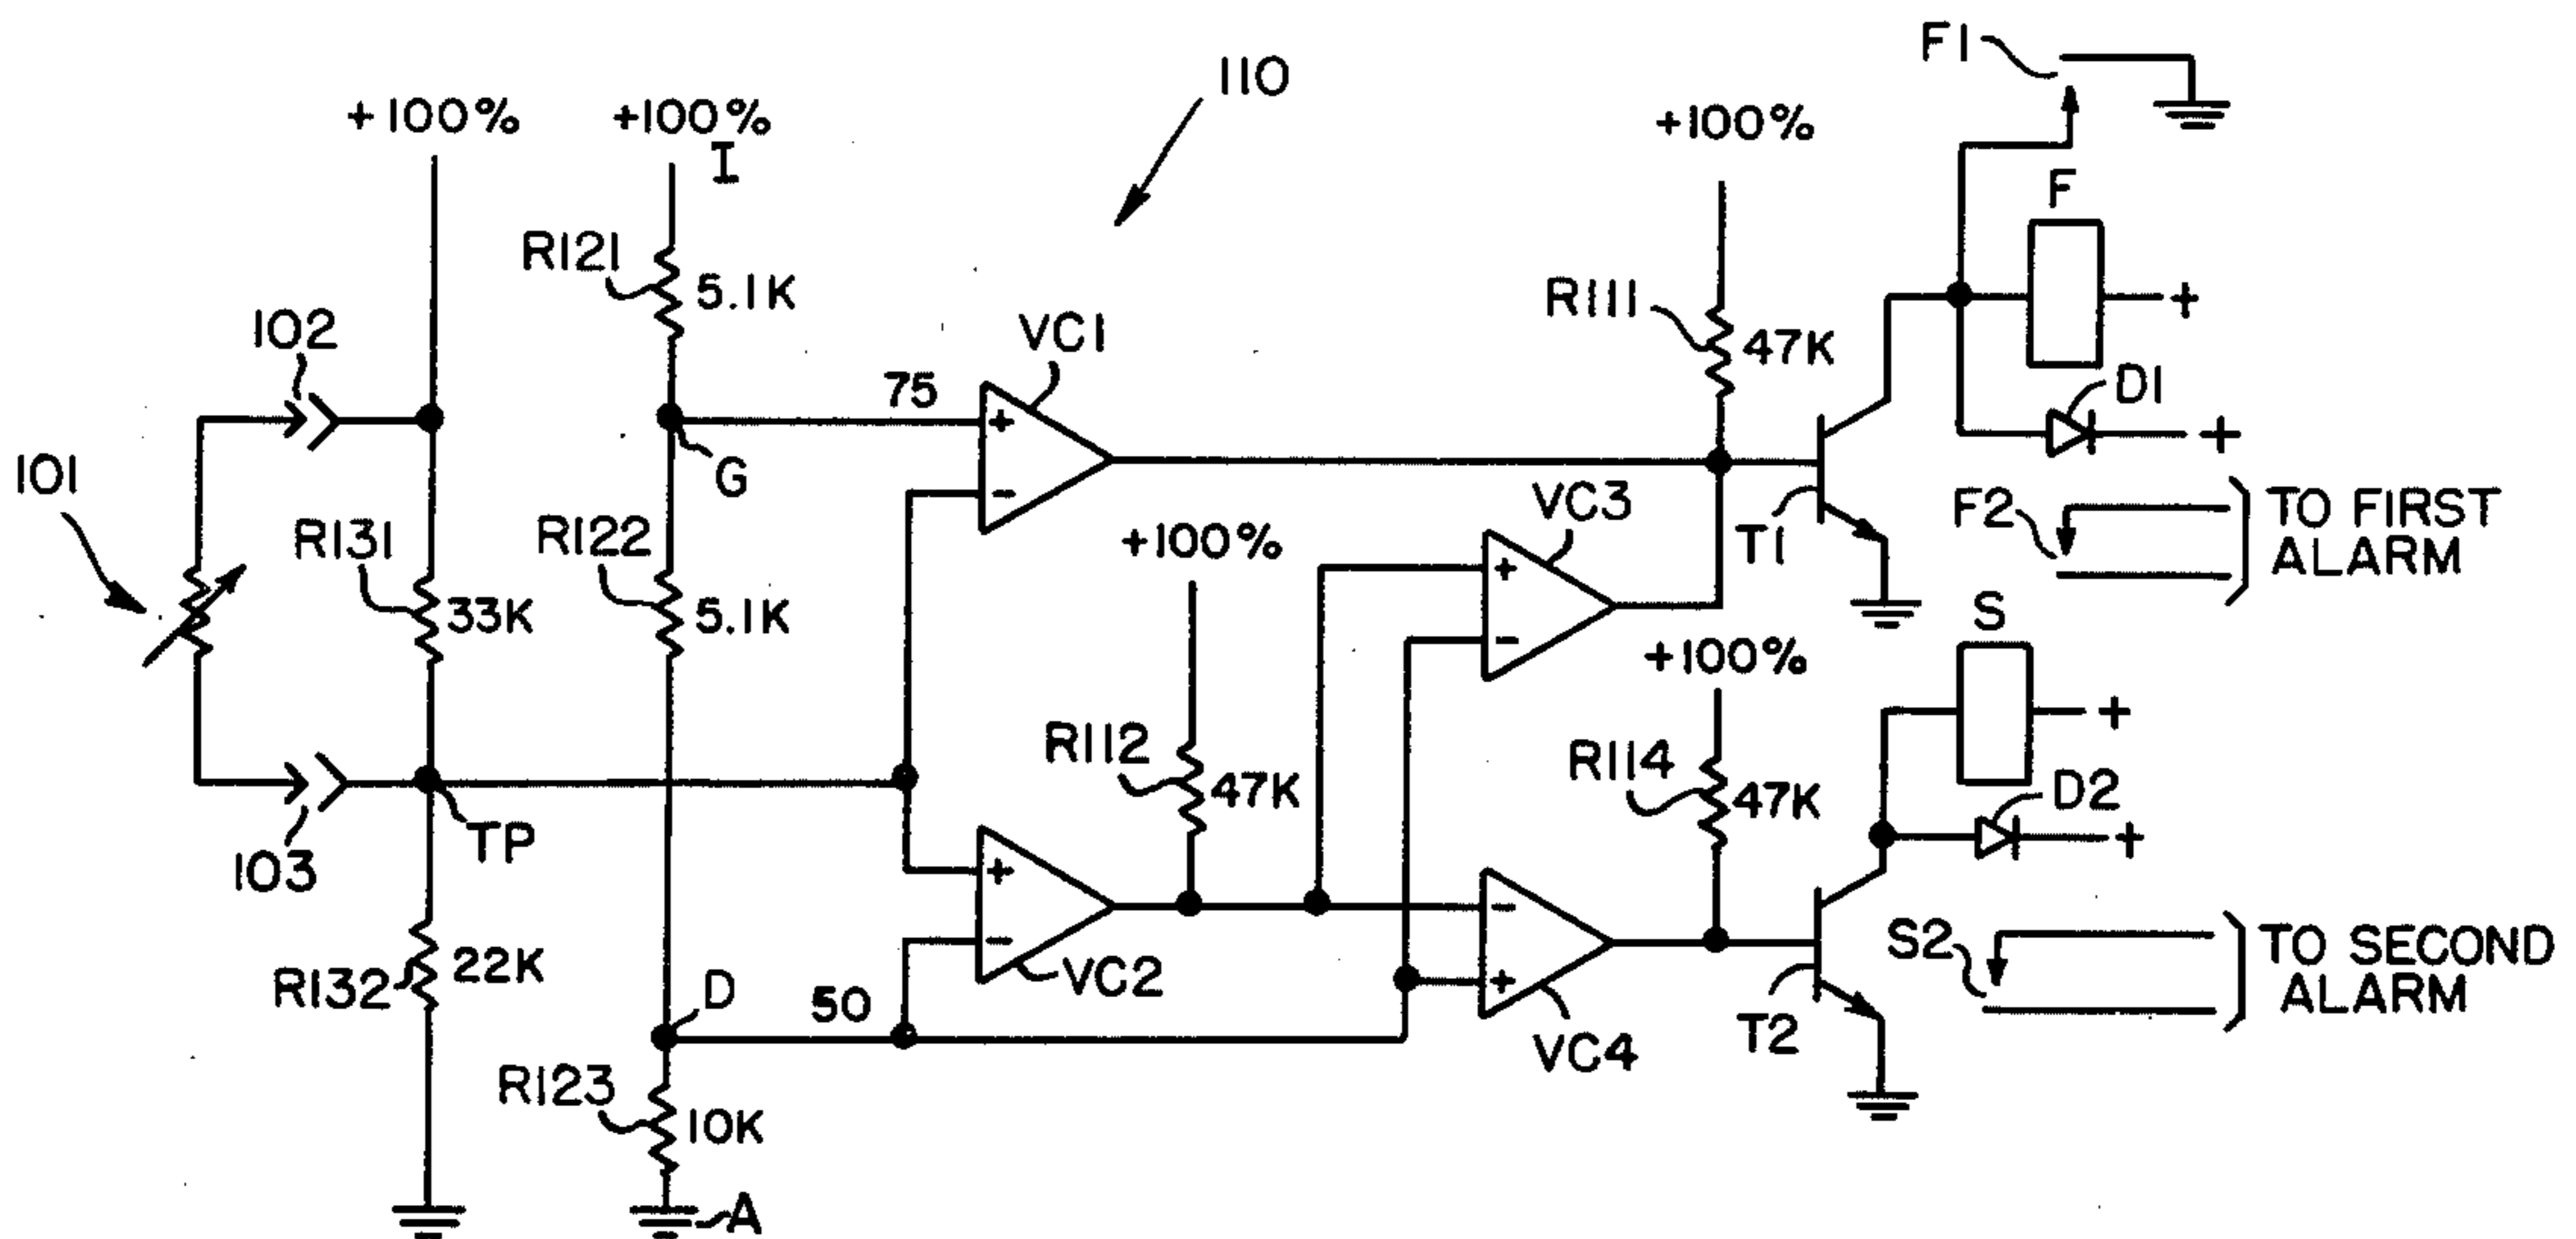 F1
110
+100%
+100%
I
+100%
F
R121
5.1K
R111
47K
+
102
VC1
75
D1
+
101
G
VC3
F2
TO FIRST
ALARM
R131
33K
R122
5.1K
+
-
+100%
T1
+
-
S
+100%
+
R112
47K
R114
47K
D2
+
103
TP
+
-
VC2
-
+
VC4
S2
TO SECOND
ALARM
R132
22K
D
50
T2
R123
10K
A